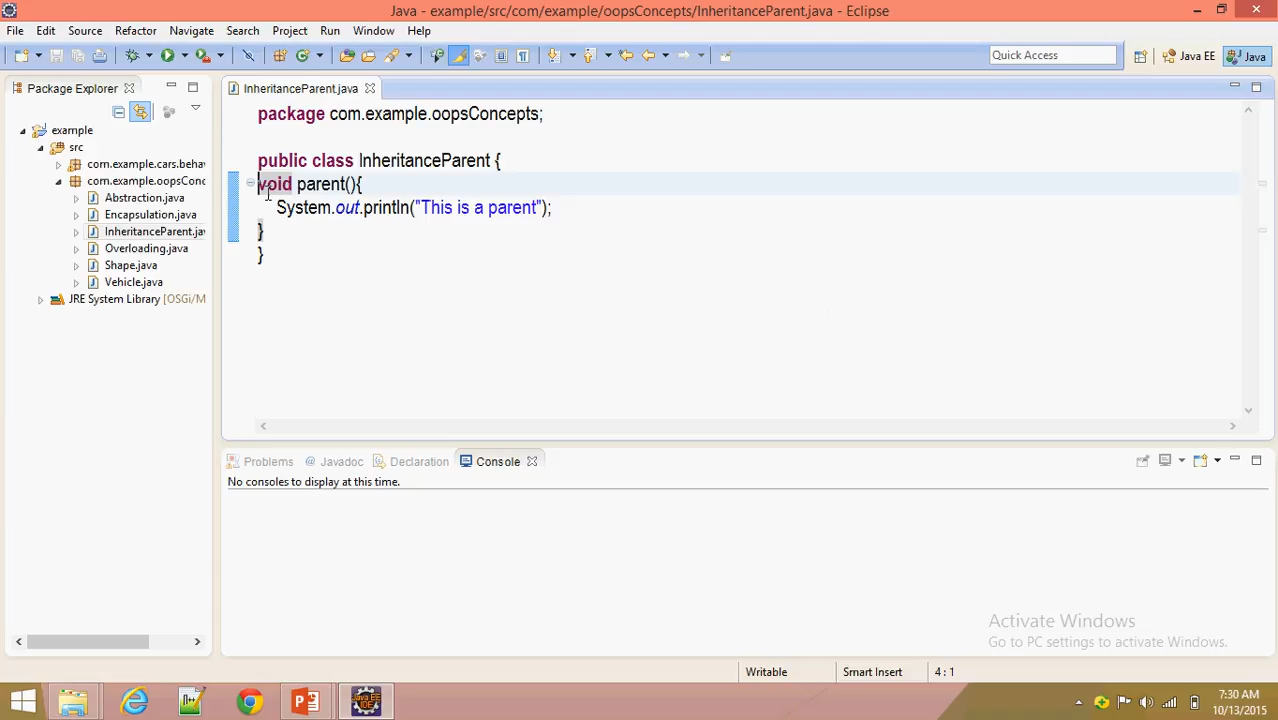 Java - example/src/com/example/oopsConcepts/InheritanceParent.java - Eclipse
File Edit Source Refactor Navigate Search Project Run Window Help
Quick Access
Java EE
Java
Package Explorer
InheritanceParent.java
example
src
com.example.cars.behav
com.example.oopsConc
Abstraction.java
Encapsulation.java
InheritanceParent.jav
Overloading.java
Shape.java
Vehicle.java
JRE System Library [OSGi/M
package com.example.oopsConcepts;
public class InheritanceParent {
void parent(){
System.out.println("This is a parent");
}
}
Problems @ Javadoc Declaration Console
No consoles to display at this time.
Activate Windows
Go to PC settings to activate Windows.
Writable Smart Insert 4 : 1
7:30 AM
10/13/2015